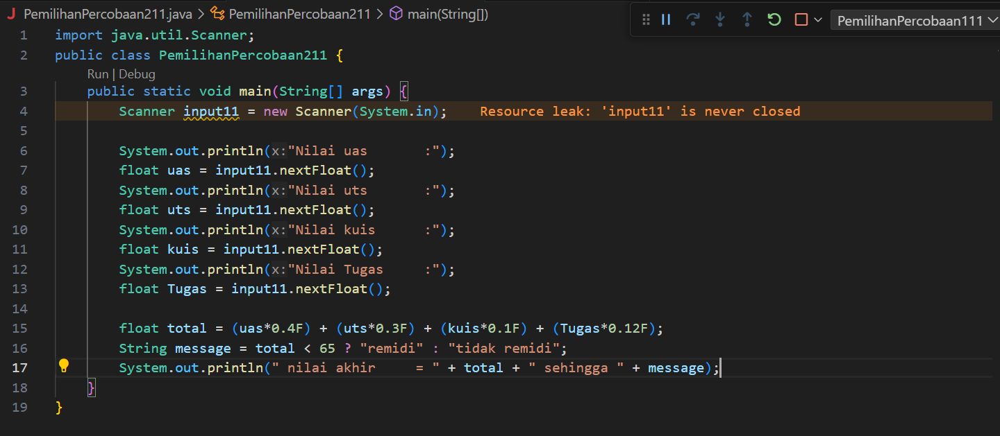 PemilihanPercobaan211.java > PemilihanPercobaan211 > main(String[])
PemilihanPercobaan111
1 import java.util.Scanner;
2 public class PemilihanPercobaan211 {
Run | Debug
3 public static void main(String[] args) {
4 Scanner input11 = new Scanner(System.in); Resource leak: 'input11' is never closed
5
6 System.out.println(x:"Nilai uas       :");
7 float uas = input11.nextFloat();
8 System.out.println(x:"Nilai uts       :");
9 float uts = input11.nextFloat();
10 System.out.println(x:"Nilai kuis      :");
11 float kuis = input11.nextFloat();
12 System.out.println(x:"Nilai Tugas     :");
13 float Tugas = input11.nextFloat();
14
15 float total = (uas*0.4F) + (uts*0.3F) + (kuis*0.1F) + (Tugas*0.12F);
16 String message = total < 65 ? "remidi" : "tidak remidi";
17 System.out.println(" nilai akhir     = " + total + " sehingga " + message);
18 }
19 }